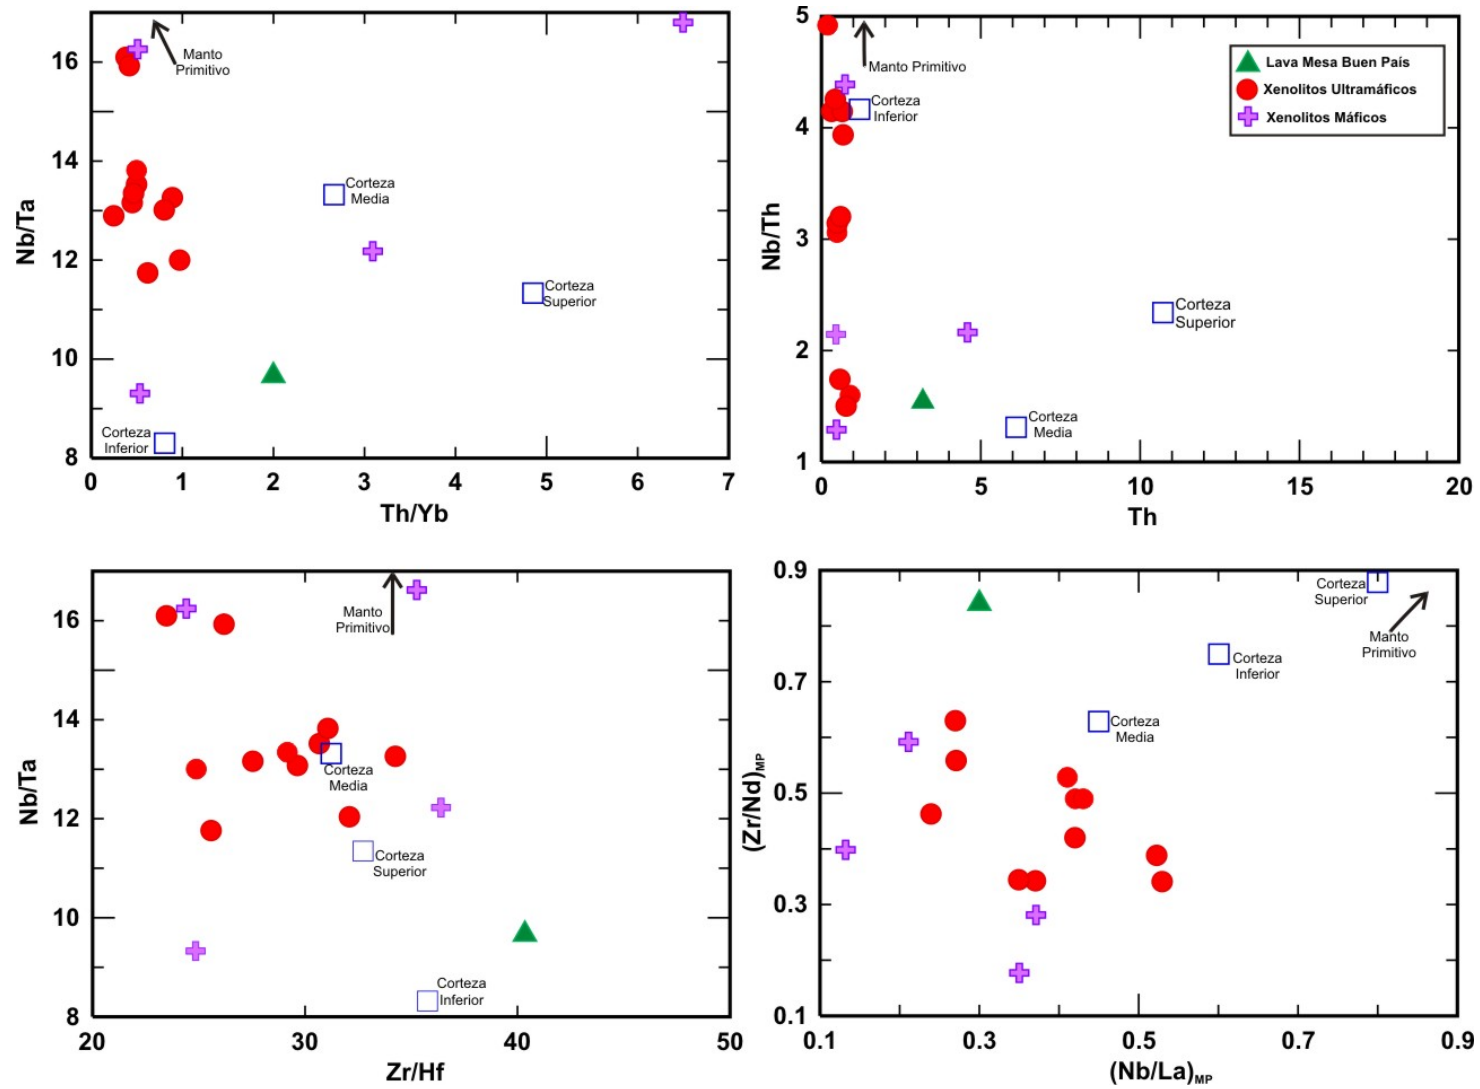 16
14
12
10
8
Nb/Ta
Manto
Primitivo
Corteza
Media
Corteza
Superior
Corteza
Inferior
0 1 2 3 4 5 6 7
Th/Yb
5
4
3
2
1
Nb/Th
Manto Primitivo
Corteza
Inferior
Lava Mesa Buen País
Xenolitos Ultramáficos
Xenolitos Máficos
Corteza
Superior
Corteza
Media
0 5 10 15 20
Th
16
14
12
10
8
Nb/Ta
Manto
Primitivo
Corteza
Media
Corteza
Superior
Corteza
Inferior
20 30 40 50
Zr/Hf
0.9
0.7
0.5
0.3
0.1
(Zr/Nd)MP
Corteza
Superior
Manto
Primitivo
Corteza
Inferior
Corteza
Media
0.1 0.3 0.5 0.7 0.9
(Nb/La)MP